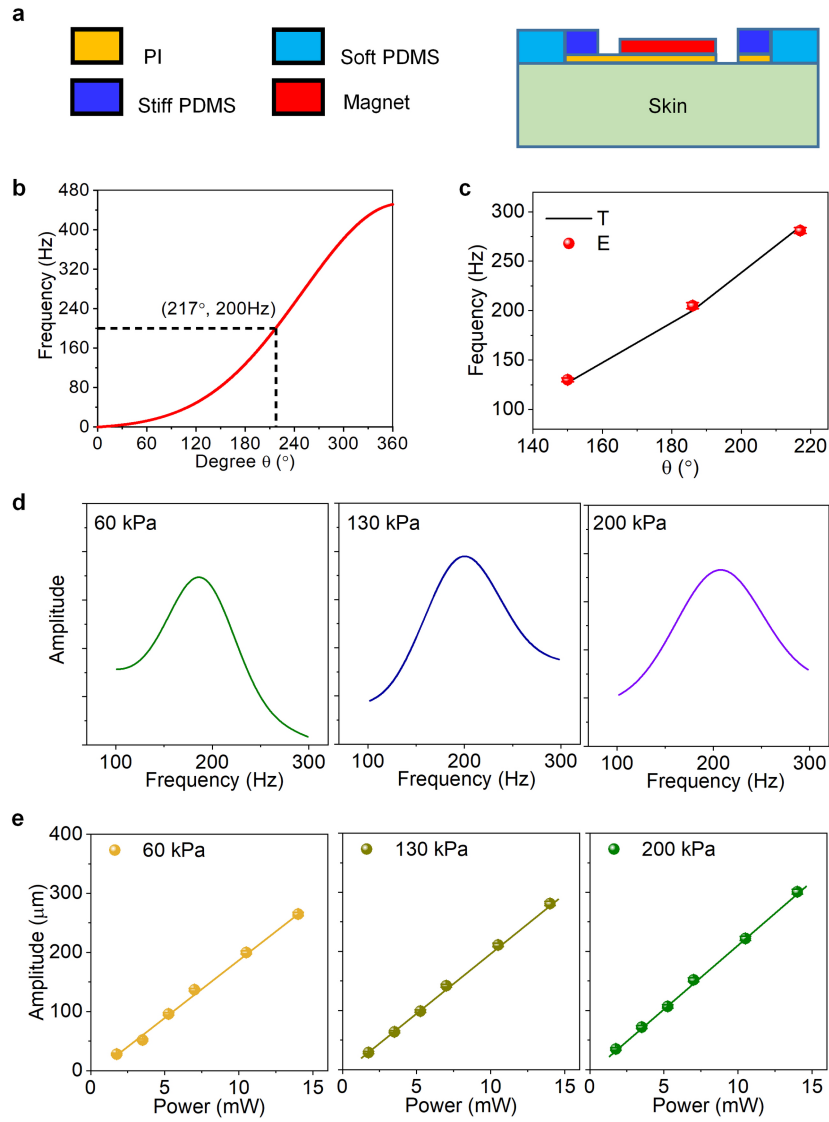 a
PI
Soft PDMS
Stiff PDMS
Magnet
Skin
b
480
400
320
240
160
80
0
Frequency (Hz)
(217°, 200Hz)
0 60 120 180 240 300 360
Degree θ (°)
c
300
250
200
150
100
Fequency (Hz)
T
E
140 160 180 200 220
θ (°)
d
Amplitude
60 kPa
100 200 300
Frequency (Hz)
130 kPa
100 200 300
Frequency (Hz)
200 kPa
100 200 300
Frequency (Hz)
e
400
300
200
100
0
Amplitude (μm)
60 kPa
0 5 10 15
Power (mW)
130 kPa
0 5 10 15
Power (mW)
200 kPa
0 5 10 15
Power (mW)